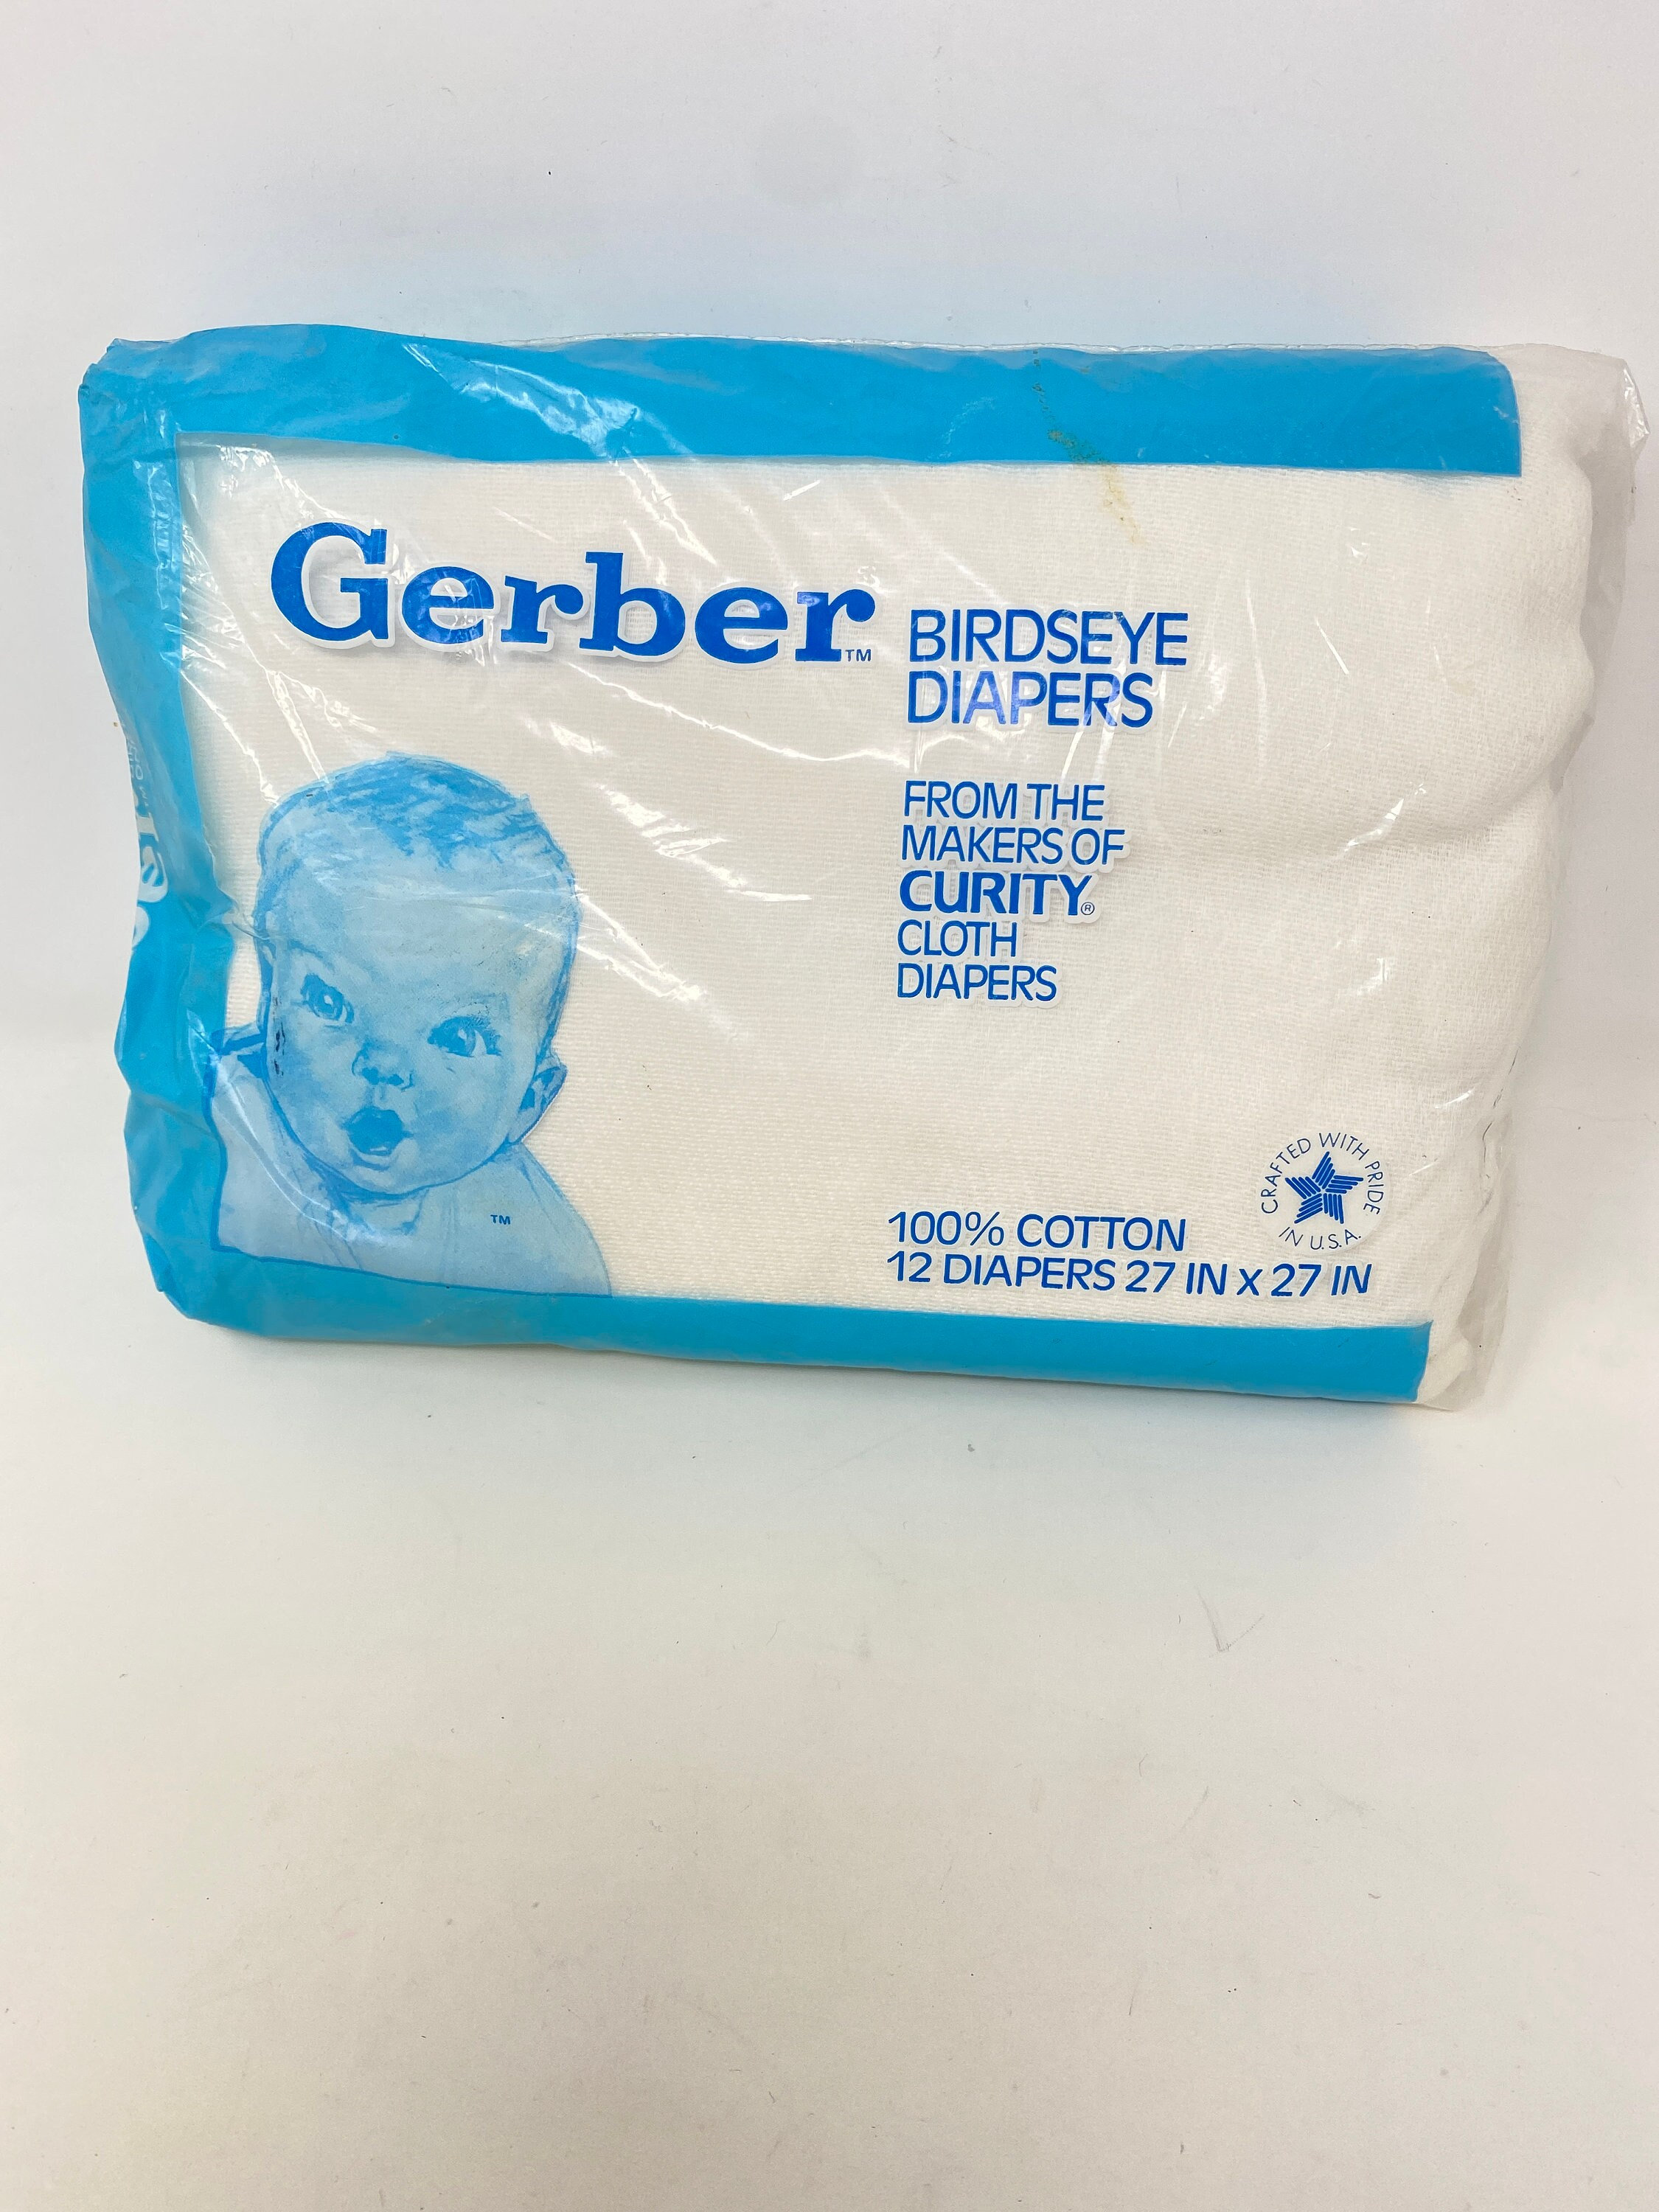 Gerber™
BIRDSEYE
DIAPERS
FROM THE
MAKERS OF
CURITY®
CLOTH
DIAPERS
™
CRAFTED WITH PRIDE
IN U.S.A.
100% COTTON
12 DIAPERS 27 IN X 27 IN